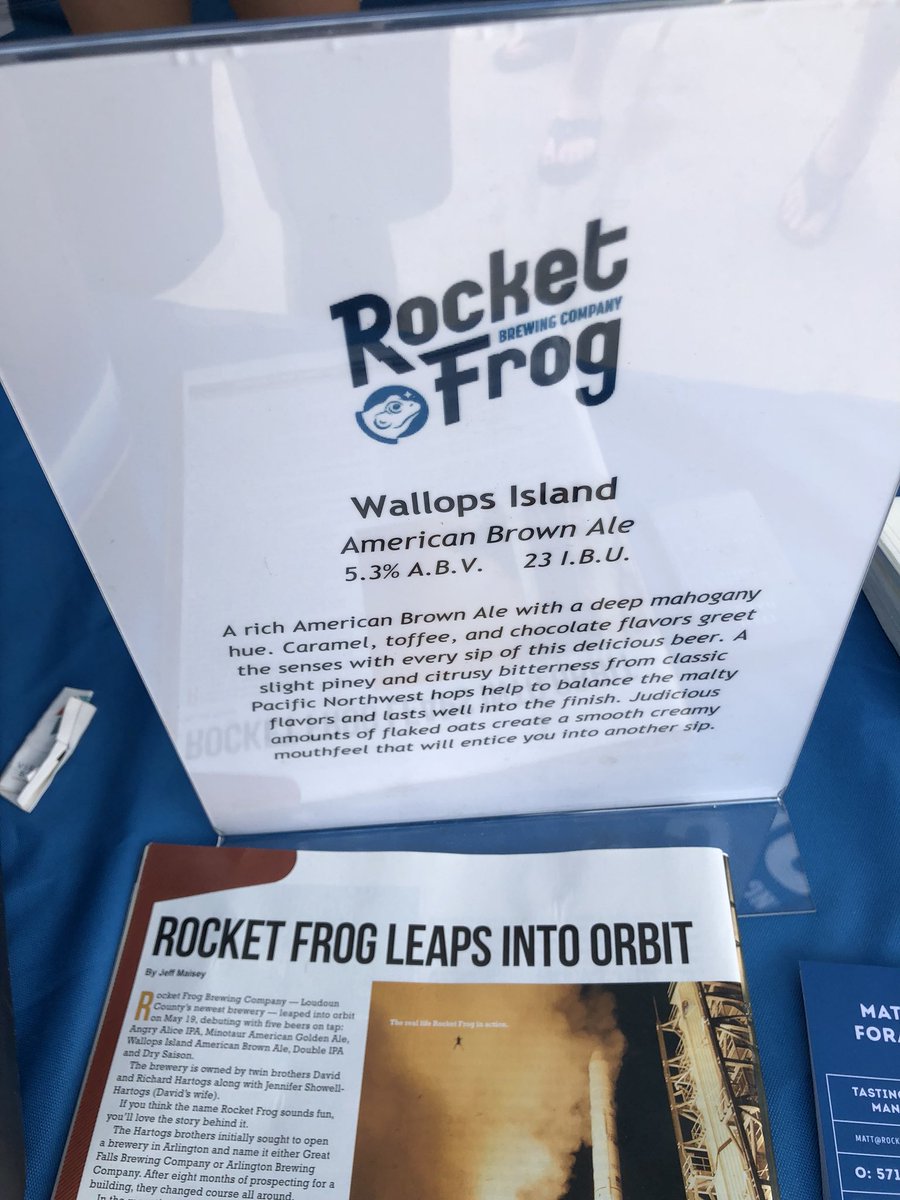 Rocket
BREWING COMPANY
Frog
Wallops Island
American Brown Ale
5.3% A.B.V. 23 I.B.U.
A rich American Brown Ale with a deep mahogany
hue. Caramel, toffee, and chocolate flavors greet
the senses with every sip of this delicious beer. A
slight piney and citrusy bitterness from classic
Pacific Northwest hops help to balance the malty
flavors and lasts well into the finish. Judicious
amounts of flaked oats create a smooth creamy
mouthfeel that will entice you into another sip.
ROCKET FROG LEAPS INTO ORBIT
By Jeff Maisey
Rocket Frog Brewing Company — Loudoun
County's newest brewery — leaped into orbit
on May 19, debuting with five beers on tap:
Angry Alice IPA, Minotaur American Golden Ale,
Wallops Island American Brown Ale, Double IPA
and Dry Saison.
The brewery is owned by twin brothers David
and Richard Hartogs along with Jennifer Showell-
Hartogs (David's wife).
If you think the name Rocket Frog sounds fun,
you'll love the story behind it.
The Hartogs brothers initially sought to open
a brewery in Arlington and name it either Great
Falls Brewing Company or Arlington Brewing
Company. After eight months of prospecting for a
building, they changed course all around.
The real life Rocket Frog in action.
MAT
FORA
TASTING
MAN
MATT@ROCK
O: 571